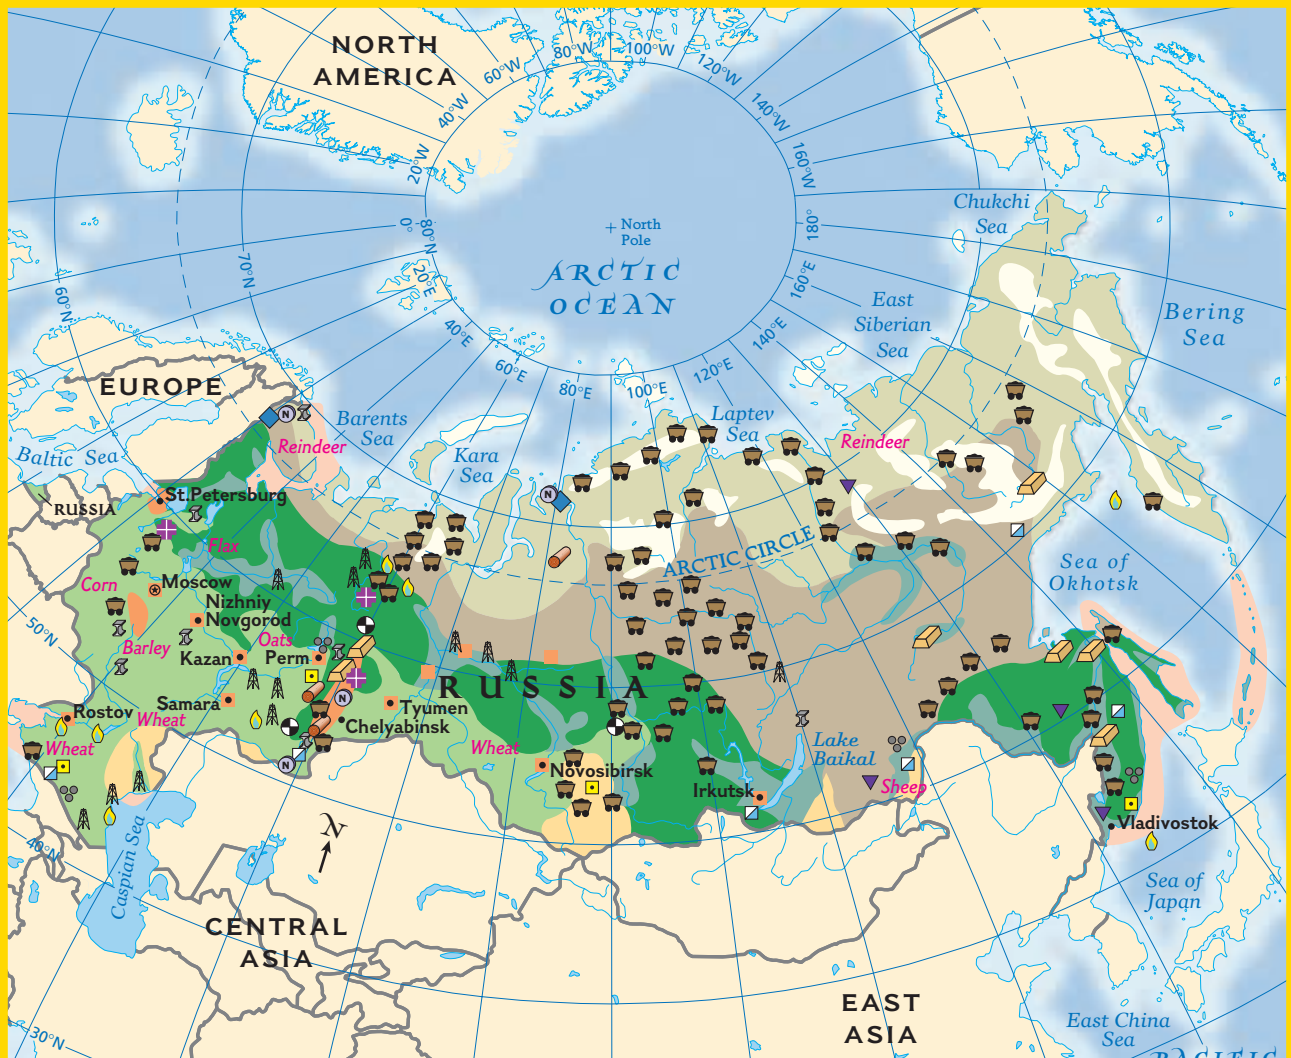 NORTH
AMERICA
80°W
100°W
60°W
120°W
40°W
140°W
20°W
160°W
0°
80°N
180°
20°E
160°E
40°E
140°E
60°E
120°E
80°E
100°E
70°N
60°N
50°N
40°N
30°N
North
Pole
ARCTIC
OCEAN
Chukchi
Sea
East
Siberian
Sea
Bering
Sea
EUROPE
Barents
Sea
Laptev
Sea
Kara
Sea
Baltic Sea
Reindeer
Reindeer
St.Petersburg
RUSSIA
Flax
ARCTIC CIRCLE
Sea of
Okhotsk
Corn
Moscow
Nizhniy
Novgorod
Barley
Oats
Kazan
Perm
RUSSIA
Samara
Tyumen
Rostov
Wheat
Chelyabinsk
Wheat
Wheat
Lake
Baikal
Novosibirsk
Irkutsk
Sheep
Vladivostok
N
N
N
N
N
Caspian Sea
Sea of
Japan
CENTRAL
ASIA
EAST
ASIA
East China
Sea
PACIFIC